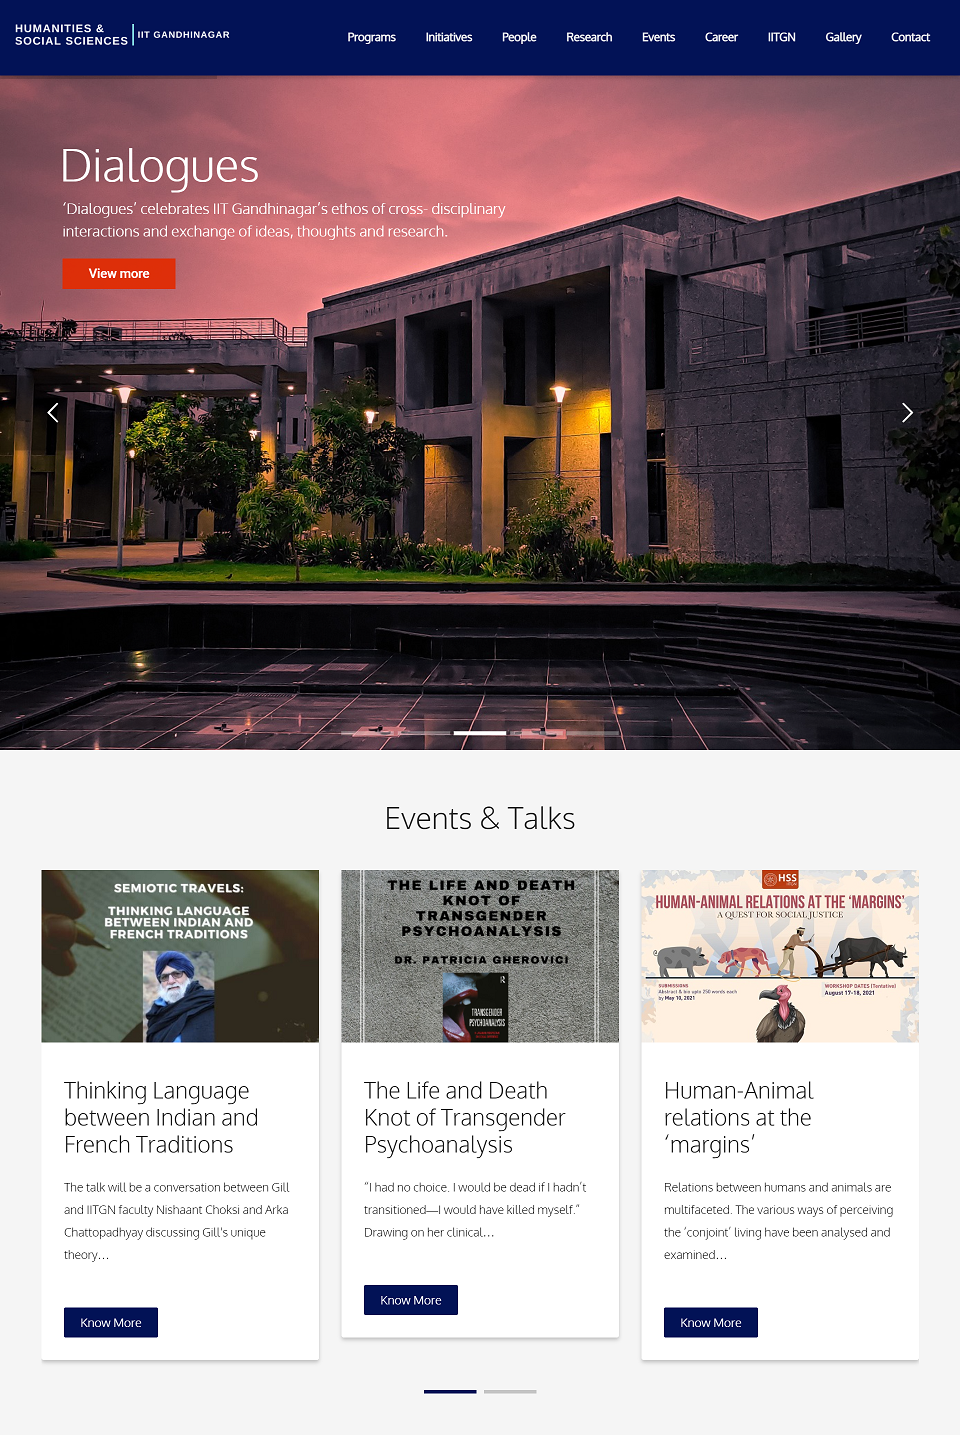 HUMANITIES &
SOCIAL SCIENCES
IIT GANDHINAGAR
Programs
Initiatives
People
Research
Events
Career
IITGN
Gallery
Contact
Dialogues
‘Dialogues’ celebrates IIT Gandhinagar’s ethos of cross- disciplinary
interactions and exchange of ideas, thoughts and research.
View more
Events & Talks
SEMIOTIC TRAVELS:
THINKING LANGUAGE
BETWEEN INDIAN AND
FRENCH TRADITIONS
Thinking Language
between Indian and
French Traditions
The talk will be a conversation between Gill
and IITGN faculty Nishaant Choksi and Arka
Chattopadhyay discussing Gill's unique
theory…
Know More
THE LIFE AND DEATH
KNOT OF
TRANSGENDER
PSYCHOANALYSIS
DR. PATRICIA GHEROVICI
TRANSGENDER
PSYCHOANALYSIS
The Life and Death
Knot of Transgender
Psychoanalysis
“I had no choice. I would be dead if I hadn’t
transitioned—I would have killed myself.”
Drawing on her clinical…
Know More
HSS
HUMAN-ANIMAL RELATIONS AT THE ‘MARGINS’
A QUEST FOR SOCIAL JUSTICE
SUBMISSIONS
Abstract & bio upto 250 words each
by May 10, 2021
WORKSHOP DATES (Tentative)
August 17-18, 2021
Human-Animal
relations at the
‘margins’
Relations between humans and animals are
multifaceted. The various ways of perceiving
the ‘conjoint’ living have been analysed and
examined…
Know More